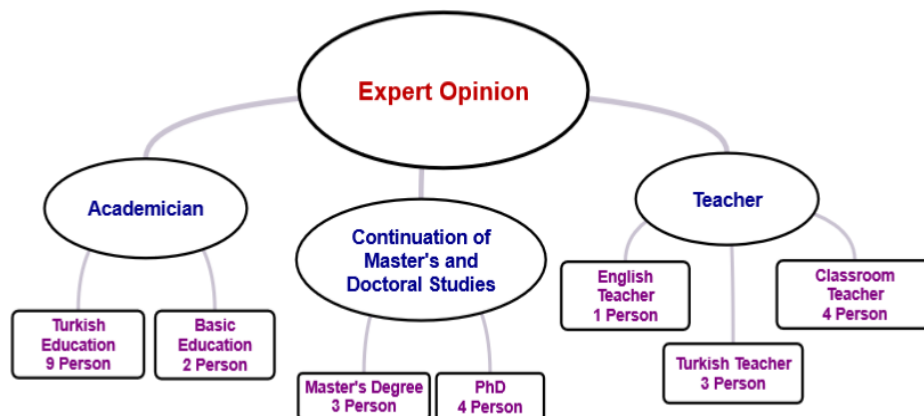 Expert Opinion
Academician
Continuation of
Master's and
Doctoral Studies
Teacher
Turkish
Education
9 Person
Basic
Education
2 Person
Master's Degree
3 Person
PhD
4 Person
English
Teacher
1 Person
Turkish Teacher
3 Person
Classroom
Teacher
4 Person